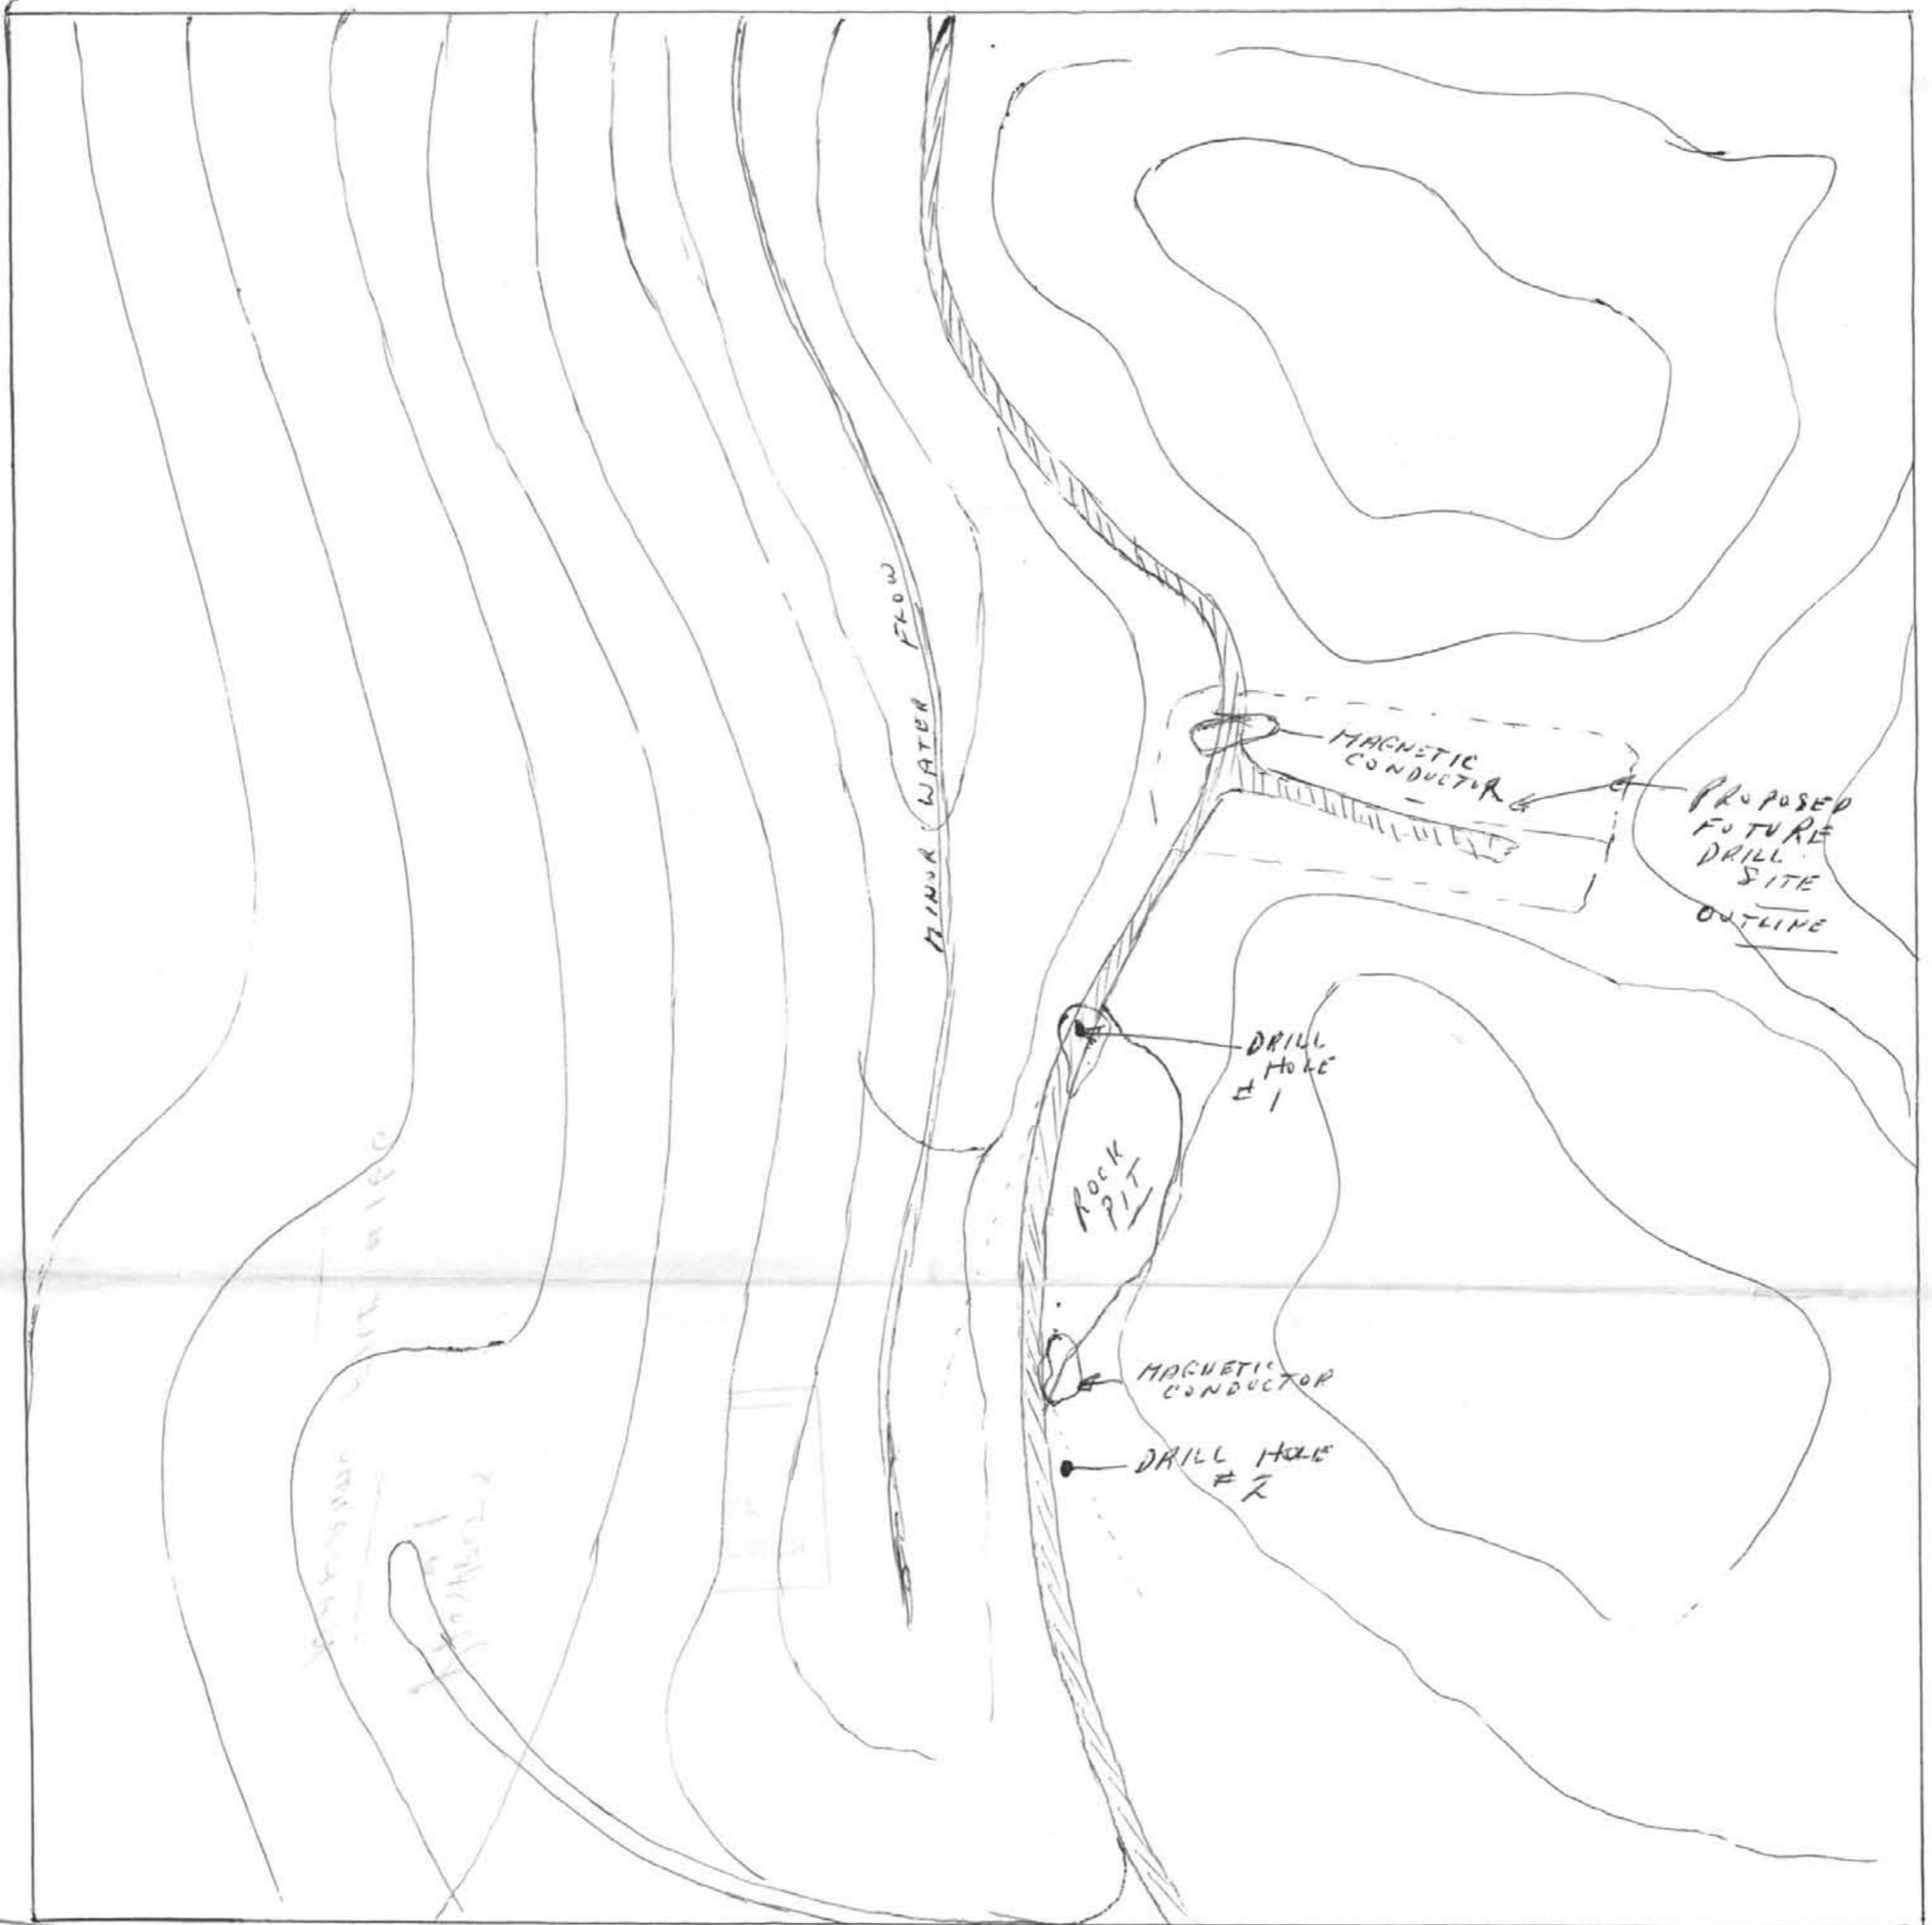 MINOR WATER FLOW
MAGNETIC
CONDUCTOR
PROPOSED
FUTURE
DRILL
SITE
OUTLINE
DRILL
HOLE
# 1
ROCK
PIT
MAGNETIC
CONDUCTOR
DRILL HOLE
# 2